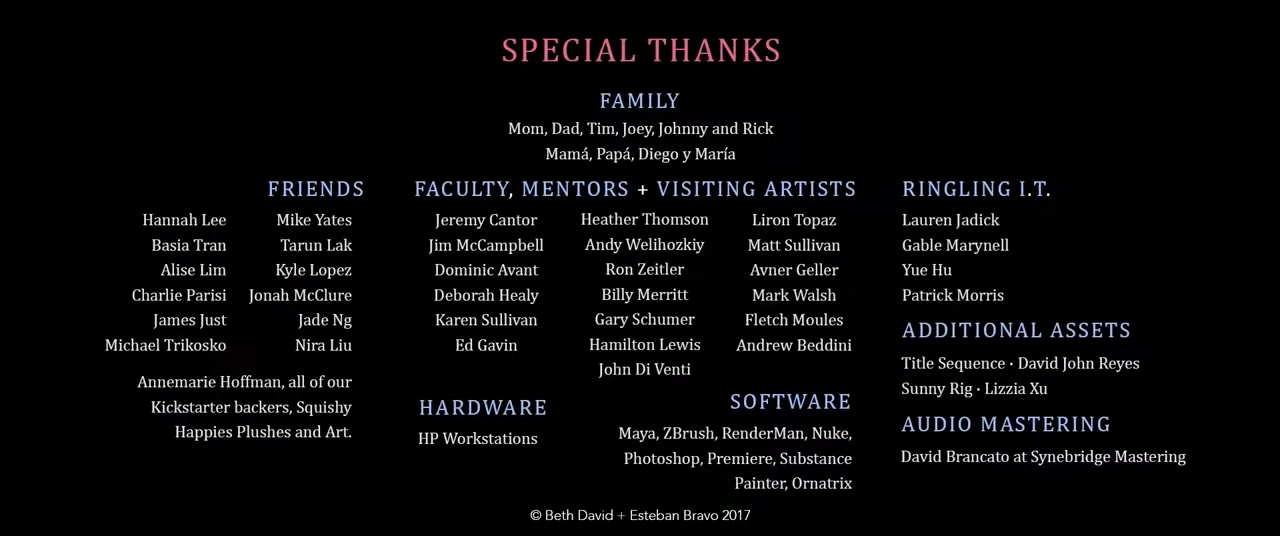 SPECIAL THANKS
FAMILY
Mom, Dad, Tim, Joey, Johnny and Rick
Mamá, Papá, Diego y María
FRIENDS
Hannah Lee
Basia Tran
Alise Lim
Charlie Parisi
James Just
Michael Trikosko
Mike Yates
Tarun Lak
Kyle Lopez
Jonah McClure
Jade Ng
Nira Liu
Annemarie Hoffman, all of our
Kickstarter backers, Squishy
Happies Plushes and Art.
FACULTY, MENTORS + VISITING ARTISTS
Jeremy Cantor
Jim McCampbell
Dominic Avant
Deborah Healy
Karen Sullivan
Ed Gavin
Heather Thomson
Andy Welihozkiy
Ron Zeitler
Billy Merritt
Gary Schumer
Hamilton Lewis
John Di Venti
Liron Topaz
Matt Sullivan
Avner Geller
Mark Walsh
Fletch Moules
Andrew Beddini
HARDWARE
HP Workstations
SOFTWARE
Maya, ZBrush, RenderMan, Nuke,
Photoshop, Premiere, Substance
Painter, Ornatrix
RINGLING I.T.
Lauren Jadick
Gable Marynell
Yue Hu
Patrick Morris
ADDITIONAL ASSETS
Title Sequence · David John Reyes
Sunny Rig · Lizzia Xu
AUDIO MASTERING
David Brancato at Synebridge Mastering
© Beth David + Esteban Bravo 2017